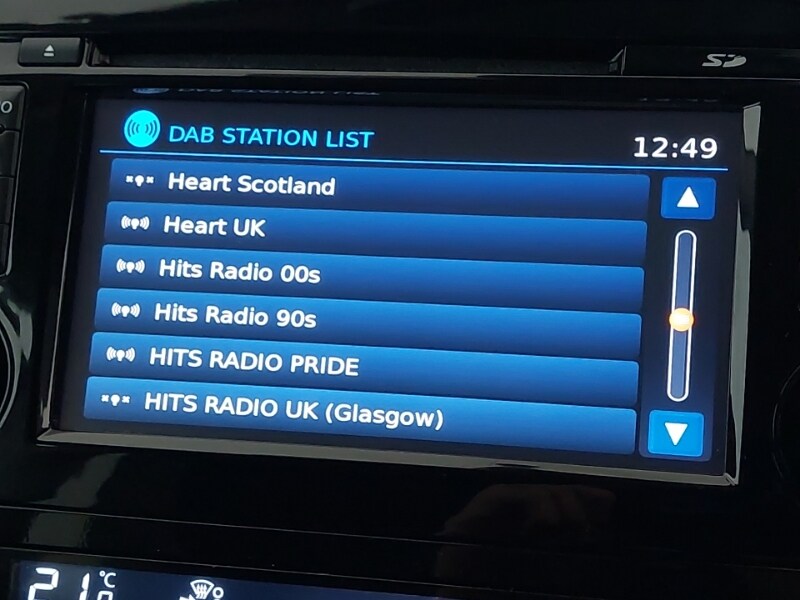 SD
DAB STATION LIST
12:49
Heart Scotland
Heart UK
Hits Radio 00s
Hits Radio 90s
HITS RADIO PRIDE
HITS RADIO UK (Glasgow)
21
°C